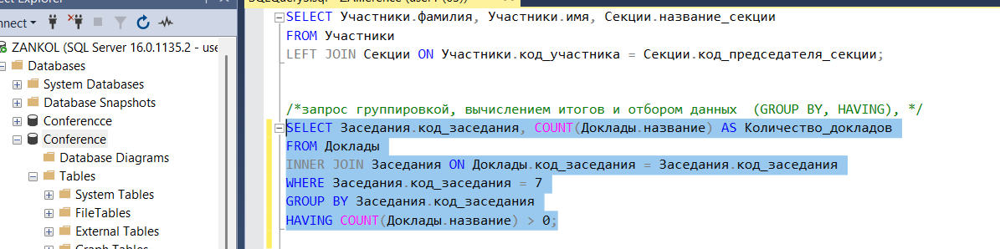 nnect
ZANKOL (SQL Server 16.0.1135.2 - use
Databases
System Databases
Database Snapshots
Conferencce
Conference
Database Diagrams
Tables
System Tables
FileTables
External Tables
Graph Tables
SELECT Участники.фамилия, Участники.имя, Секции.название_секции
FROM Участники
LEFT JOIN Секции ON Участники.код_участника = Секции.код_председателя_секции;
/*запрос группировкой, вычислением итогов и отбором данных (GROUP BY, HAVING), */
SELECT Заседания.код_заседания, COUNT(Доклады.название) AS Количество_докладов
FROM Доклады
INNER JOIN Заседания ON Доклады.код_заседания = Заседания.код_заседания
WHERE Заседания.код_заседания = 7
GROUP BY Заседания.код_заседания
HAVING COUNT(Доклады.название) > 0;